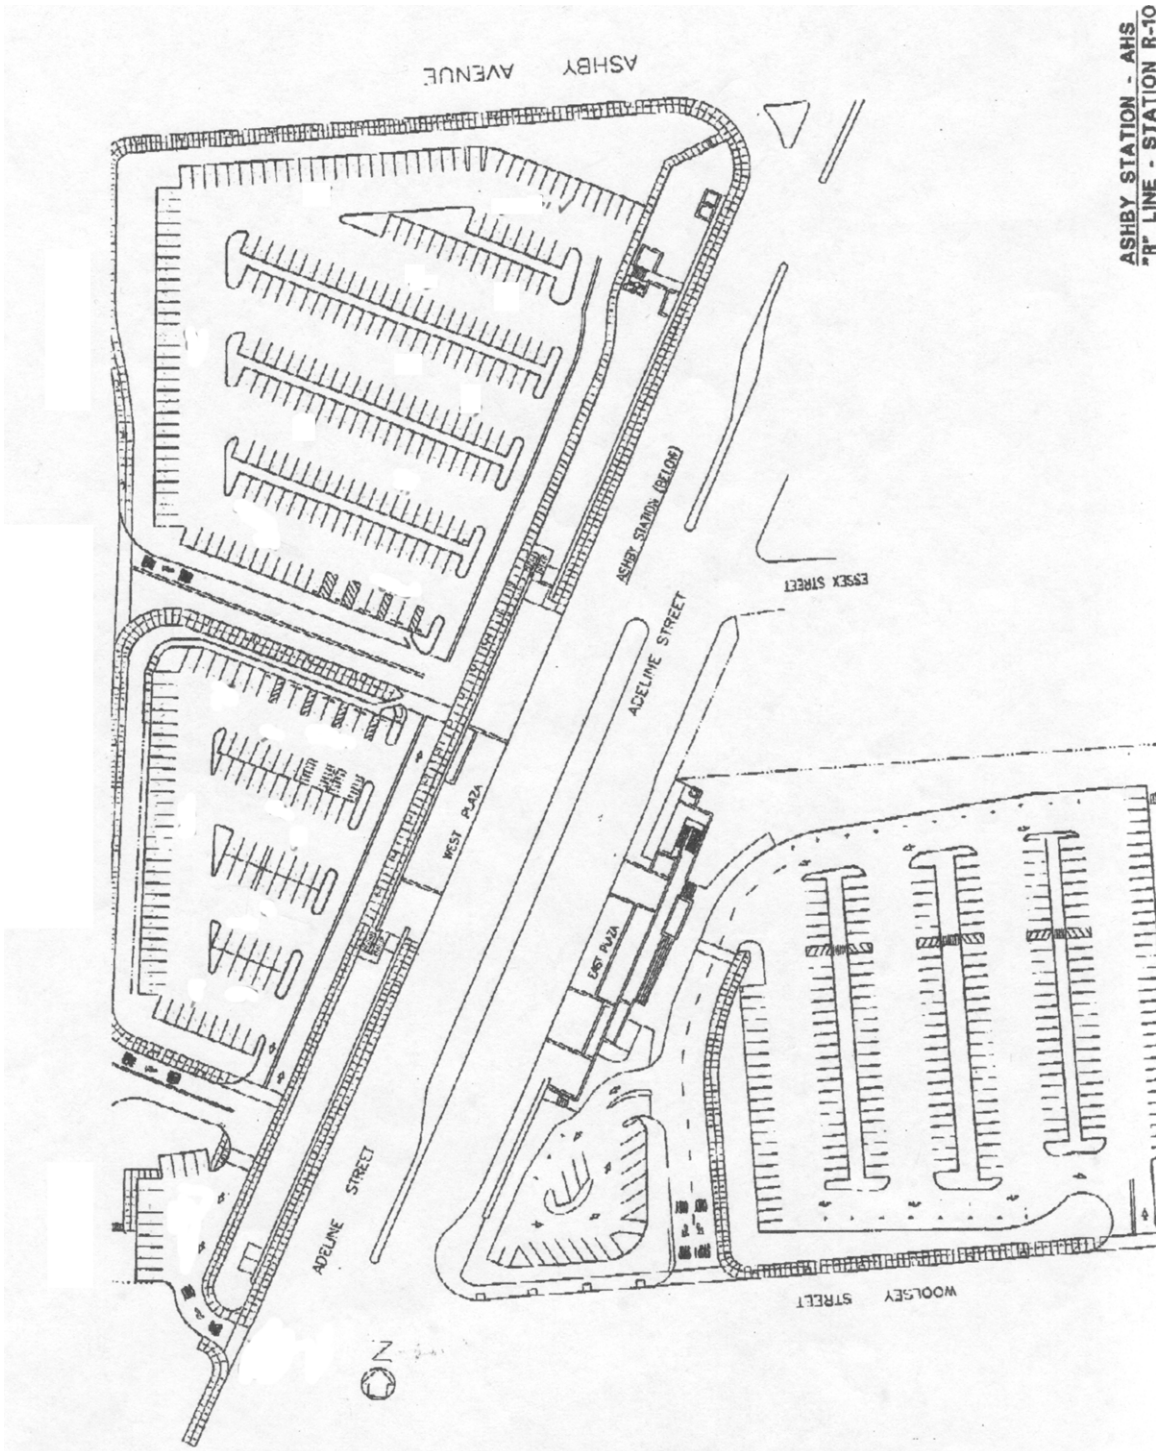 ASHBY AVENUE
ASHBY STATION - AHS
"R" LINE - STATION R-10
ASHBY STATION (BELOW)
ESSEX STREET
ADELINE STREET
WEST PLAZA
EAST PLAZA
ADELINE STREET
WOOLSEY STREET
N